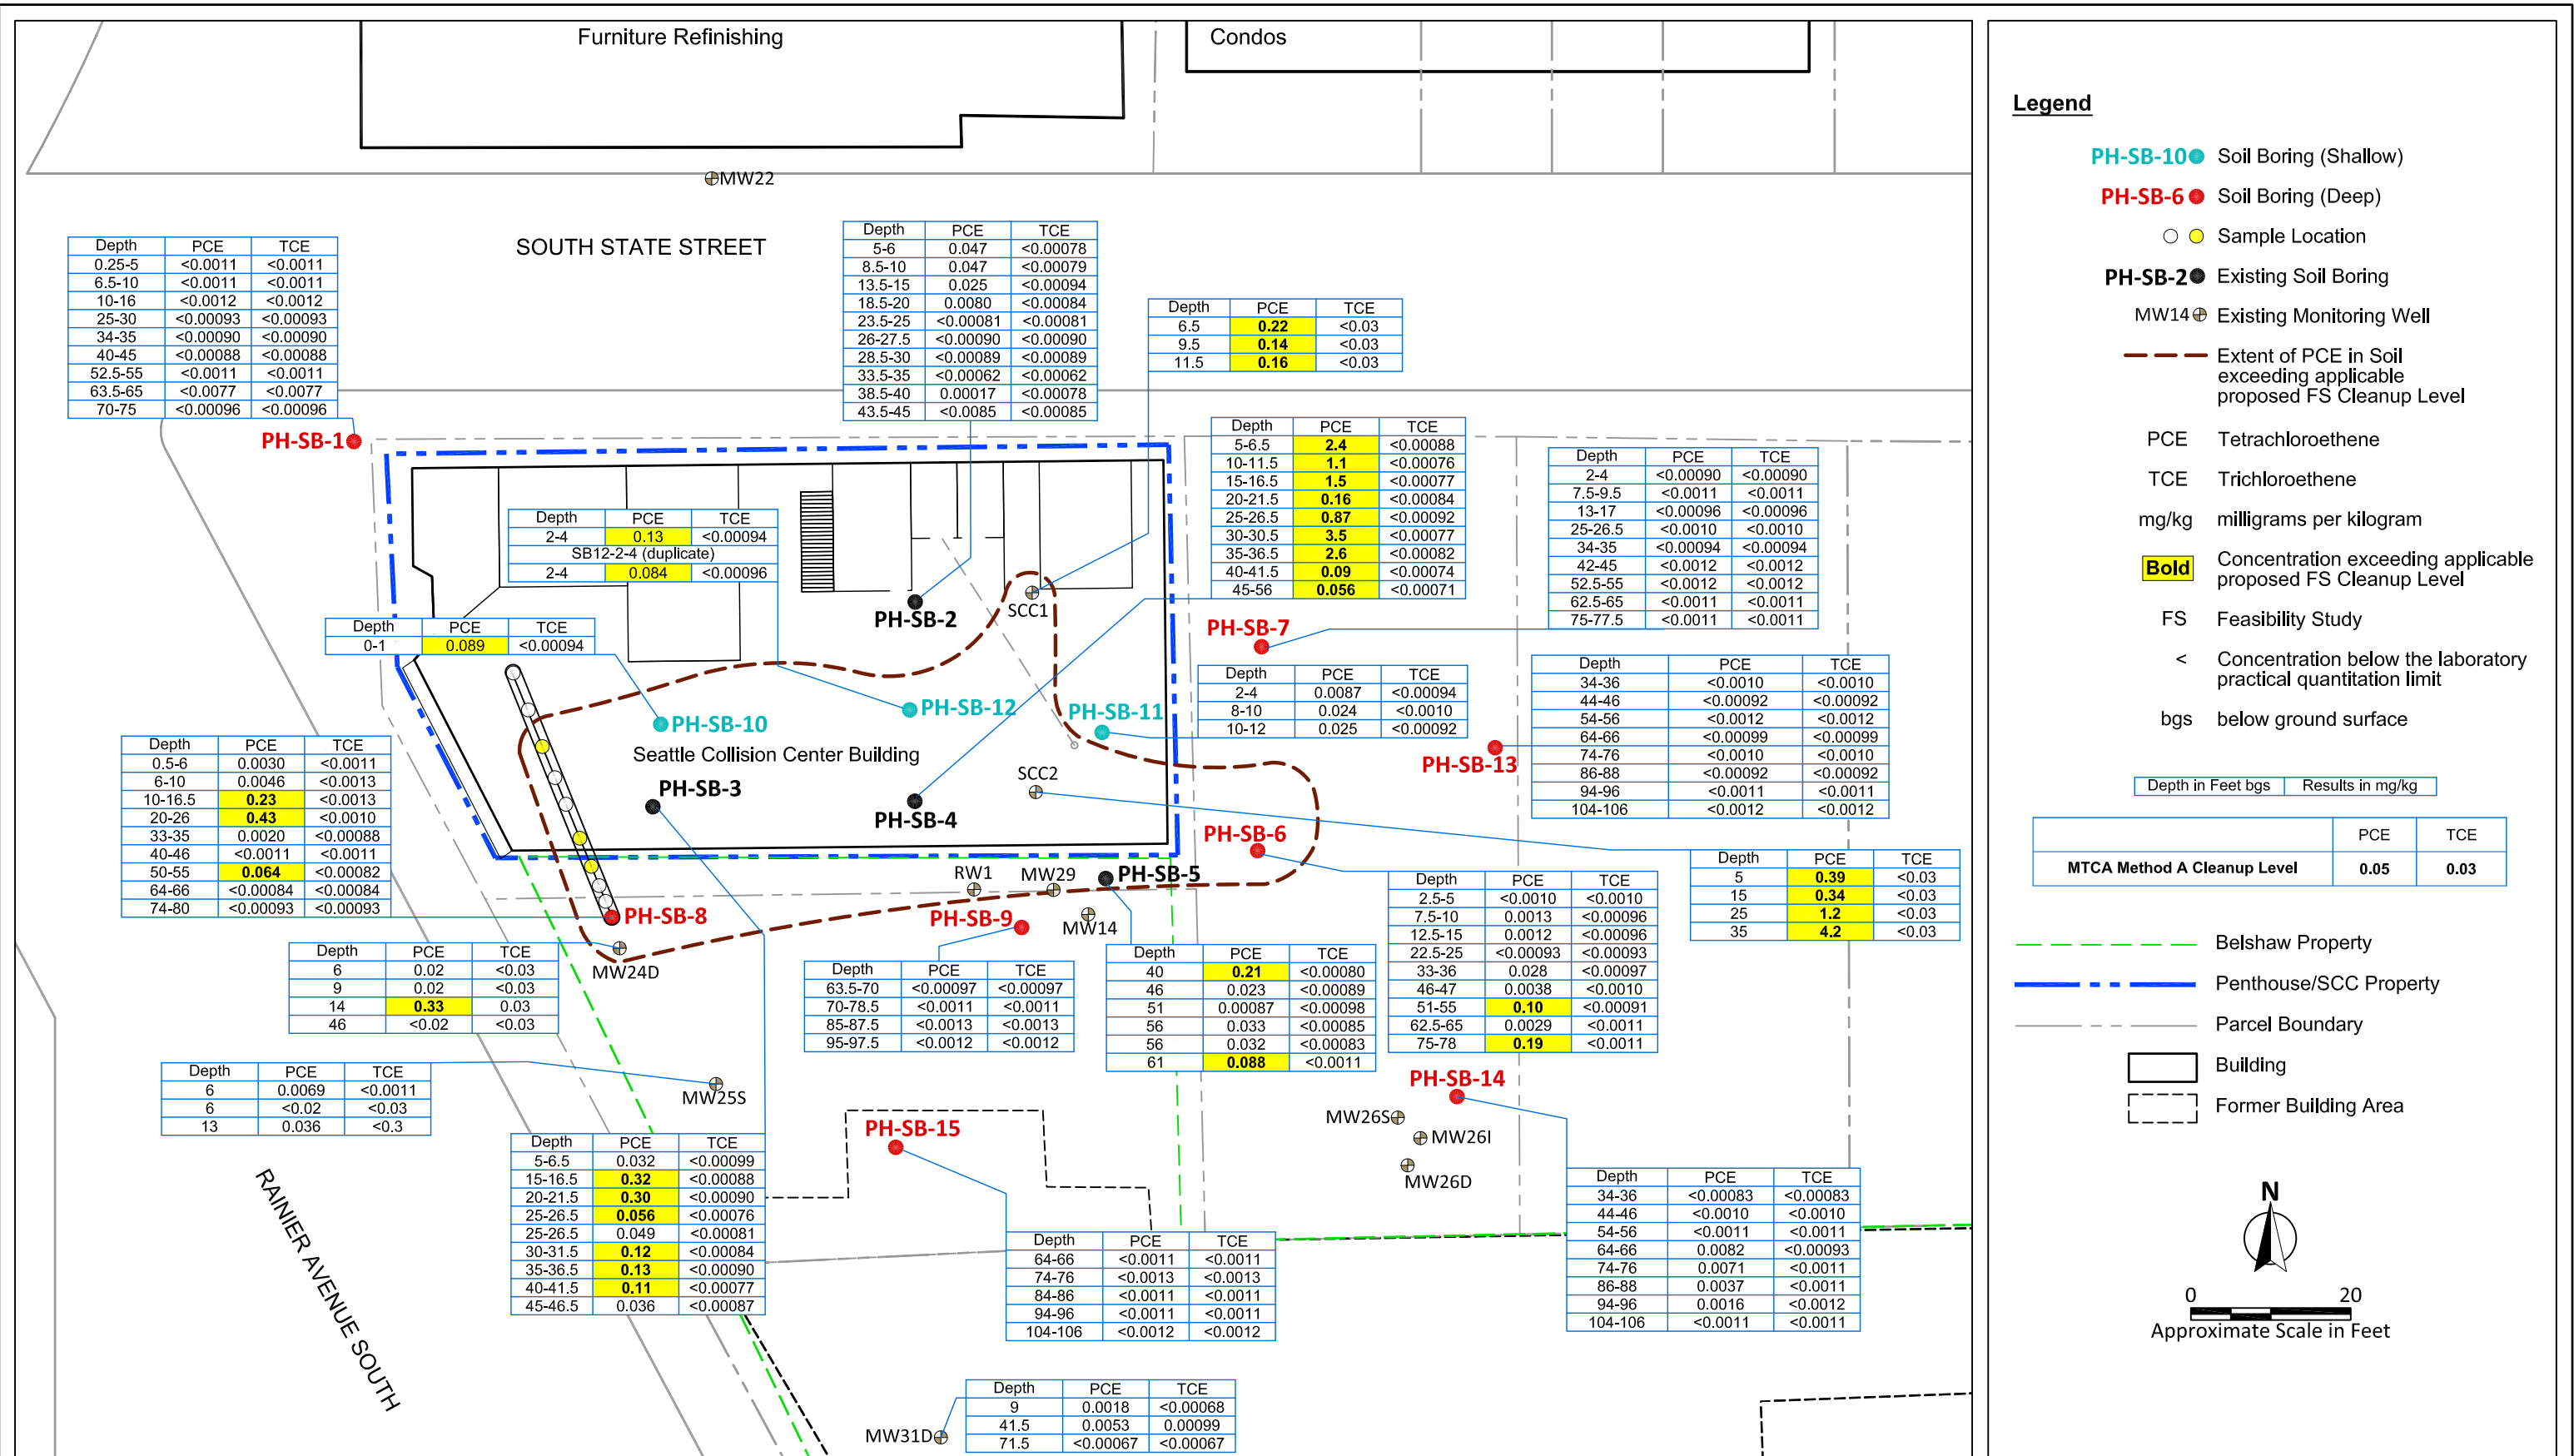 Furniture Refinishing
Condos
MW22
SOUTH STATE STREET
Depth PCE TCE
0.25-5 <0.0011 <0.0011
6.5-10 <0.0011 <0.0011
10-16 <0.0012 <0.0012
25-30 <0.00093 <0.00093
34-35 <0.00090 <0.00090
40-45 <0.00088 <0.00088
52.5-55 <0.0011 <0.0011
63.5-65 <0.0077 <0.0077
70-75 <0.00096 <0.00096
PH-SB-1
Depth PCE TCE
5-6 0.047 <0.00078
8.5-10 0.047 <0.00079
13.5-15 0.025 <0.00094
18.5-20 0.0080 <0.00084
23.5-25 <0.00081 <0.00081
26-27.5 <0.00090 <0.00090
28.5-30 <0.00089 <0.00089
33.5-35 <0.00062 <0.00062
38.5-40 0.00017 <0.00078
43.5-45 <0.0085 <0.00085
Depth PCE TCE
6.5 0.22 <0.03
9.5 0.14 <0.03
11.5 0.16 <0.03
Depth PCE TCE
5-6.5 2.4 <0.00088
10-11.5 1.1 <0.00076
15-16.5 1.5 <0.00077
20-21.5 0.16 <0.00084
25-26.5 0.87 <0.00092
30-30.5 3.5 <0.00077
35-36.5 2.6 <0.00082
40-41.5 0.09 <0.00074
45-56 0.056 <0.00071
Depth PCE TCE
2-4 <0.00090 <0.00090
7.5-9.5 <0.0011 <0.0011
13-17 <0.00096 <0.00096
25-26.5 <0.0010 <0.0010
34-35 <0.00094 <0.00094
42-45 <0.0012 <0.0012
52.5-55 <0.0012 <0.0012
62.5-65 <0.0011 <0.0011
75-77.5 <0.0011 <0.0011
Depth PCE TCE
2-4 0.13 <0.00094
SB12-2-4 (duplicate)
2-4 0.084 <0.00096
PH-SB-2
SCC1
PH-SB-7
Depth PCE TCE
0-1 0.089 <0.00094
Depth PCE TCE
2-4 0.0087 <0.00094
8-10 0.024 <0.0010
10-12 0.025 <0.00092
Depth PCE TCE
34-36 <0.0010 <0.0010
44-46 <0.00092 <0.00092
54-56 <0.0012 <0.0012
64-66 <0.00099 <0.00099
74-76 <0.0010 <0.0010
86-88 <0.00092 <0.00092
94-96 <0.0011 <0.0011
104-106 <0.0012 <0.0012
PH-SB-10
PH-SB-12
PH-SB-11
Seattle Collision Center Building
PH-SB-13
SCC2
PH-SB-3
PH-SB-4
PH-SB-6
Depth PCE TCE
0.5-6 0.0030 <0.0011
6-10 0.0046 <0.0013
10-16.5 0.23 <0.0013
20-26 0.43 <0.0010
33-35 0.0020 <0.00088
40-46 <0.0011 <0.0011
50-55 0.064 <0.00082
64-66 <0.00084 <0.00084
74-80 <0.00093 <0.00093
RW1
MW29
PH-SB-5
PH-SB-8
PH-SB-9
MW14
Depth PCE TCE
5 0.39 <0.03
15 0.34 <0.03
25 1.2 <0.03
35 4.2 <0.03
Depth PCE TCE
2.5-5 <0.0010 <0.0010
7.5-10 0.0013 <0.00096
12.5-15 0.0012 <0.00096
22.5-25 <0.00093 <0.00093
33-36 0.028 <0.00097
46-47 0.0038 <0.0010
51-55 0.10 <0.00091
62.5-65 0.0029 <0.0011
75-78 0.19 <0.0011
Depth PCE TCE
6 0.02 <0.03
9 0.02 <0.03
14 0.33 0.03
46 <0.02 <0.03
MW24D
Depth PCE TCE
63.5-70 <0.00097 <0.00097
70-78.5 <0.0011 <0.0011
85-87.5 <0.0013 <0.0013
95-97.5 <0.0012 <0.0012
Depth PCE TCE
40 0.21 <0.00080
46 0.023 <0.00089
51 0.00087 <0.00098
56 0.033 <0.00085
56 0.032 <0.00083
61 0.088 <0.0011
Depth PCE TCE
6 0.0069 <0.0011
6 <0.02 <0.03
13 0.036 <0.3
MW25S
PH-SB-14
MW26S
MW26I
MW26D
PH-SB-15
Depth PCE TCE
5-6.5 0.032 <0.00099
15-16.5 0.32 <0.00088
20-21.5 0.30 <0.00090
25-26.5 0.056 <0.00076
25-26.5 0.049 <0.00081
30-31.5 0.12 <0.00084
35-36.5 0.13 <0.00090
40-41.5 0.11 <0.00077
45-46.5 0.036 <0.00087
Depth PCE TCE
34-36 <0.00083 <0.00083
44-46 <0.0010 <0.0010
54-56 <0.0011 <0.0011
64-66 0.0082 <0.00093
74-76 0.0071 <0.0011
86-88 0.0037 <0.0011
94-96 0.0016 <0.0012
104-106 <0.0011 <0.0011
Depth PCE TCE
64-66 <0.0011 <0.0011
74-76 <0.0013 <0.0013
84-86 <0.0011 <0.0011
94-96 <0.0011 <0.0011
104-106 <0.0012 <0.0012
RAINIER AVENUE SOUTH
Depth PCE TCE
9 0.0018 <0.00068
41.5 0.0053 0.00099
71.5 <0.00067 <0.00067
MW31D
Legend
PH-SB-10 Soil Boring (Shallow)
PH-SB-6 Soil Boring (Deep)
Sample Location
PH-SB-2 Existing Soil Boring
MW14 Existing Monitoring Well
Extent of PCE in Soil
exceeding applicable
proposed FS Cleanup Level
PCE Tetrachloroethene
TCE Trichloroethene
mg/kg milligrams per kilogram
Bold Concentration exceeding applicable
proposed FS Cleanup Level
FS Feasibility Study
< Concentration below the laboratory
practical quantitation limit
bgs below ground surface
Depth in Feet bgs Results in mg/kg
PCE TCE
MTCA Method A Cleanup Level 0.05 0.03
Belshaw Property
Penthouse/SCC Property
Parcel Boundary
Building
Former Building Area
N
0 20
Approximate Scale in Feet